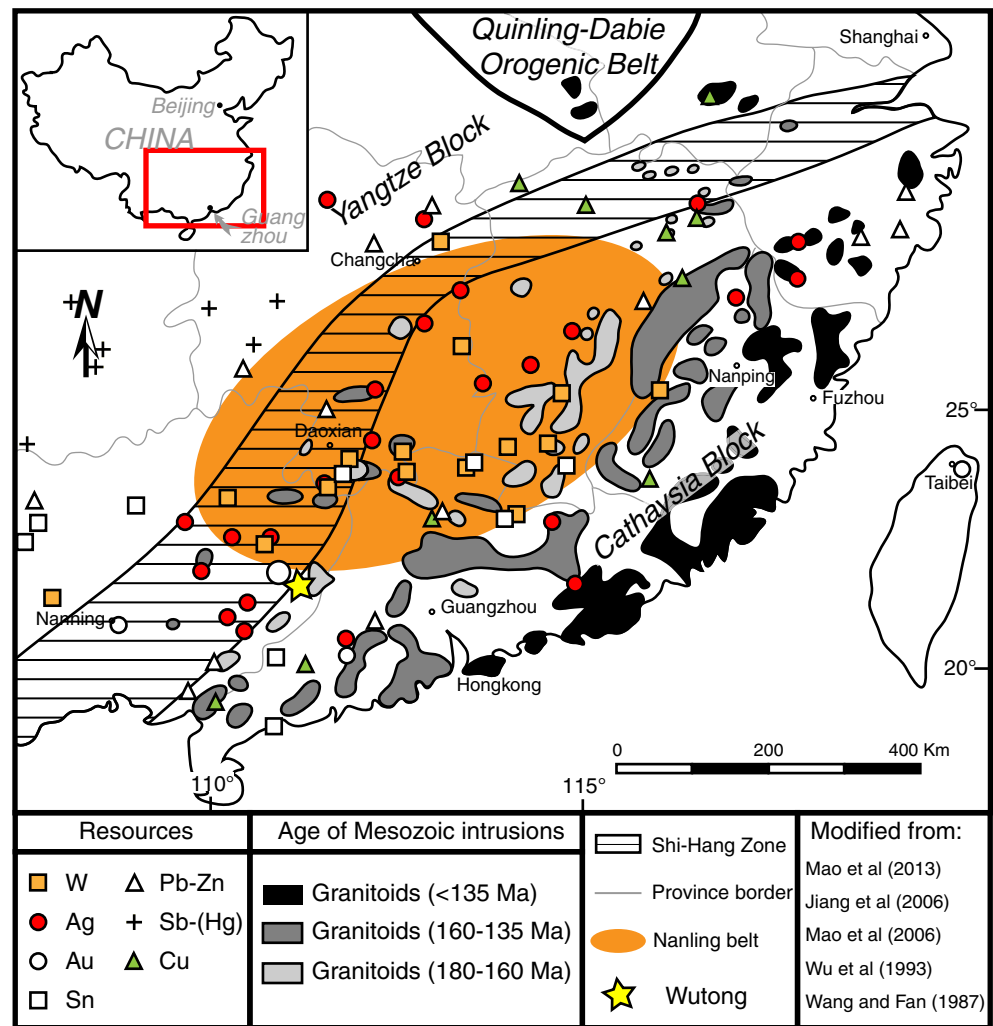 Quinling-Dabie
Orogenic Belt
Shanghai
Beijing
CHINA
Guang
zhou
Yangtze Block
Changcha
N
Nanping
Fuzhou
25°
Daoxian
Cathaysia Block
Taibei
Nanning
Guangzhou
20°
Hongkong
0 200 400 Km
110° 115°
Resources
W Pb-Zn
Ag Sb-(Hg)
Au Cu
Sn
Age of Mesozoic intrusions
Granitoids (<135 Ma)
Granitoids (160-135 Ma)
Granitoids (180-160 Ma)
Shi-Hang Zone
Province border
Nanling belt
Wutong
Modified from:
Mao et al (2013)
Jiang et al (2006)
Mao et al (2006)
Wu et al (1993)
Wang and Fan (1987)